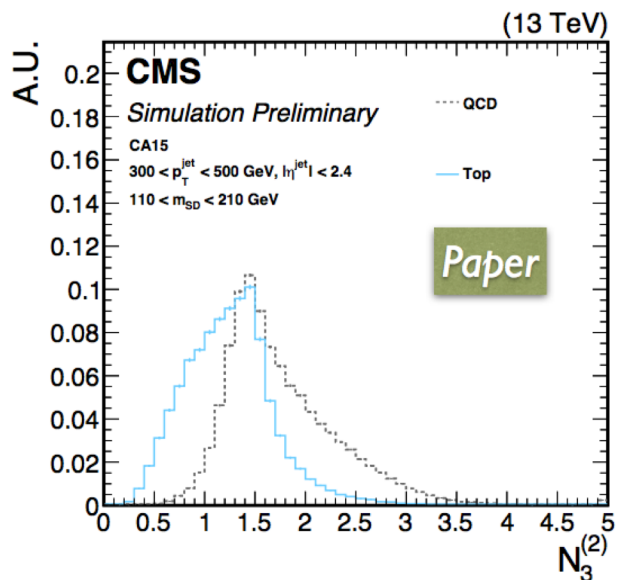 (13 TeV)
A.U.
CMS
Simulation Preliminary
CA15
300 < p_T^jet < 500 GeV, |η^jet| < 2.4
110 < m_SD < 210 GeV
QCD
Top
Paper
0.2
0.18
0.16
0.14
0.12
0.1
0.08
0.06
0.04
0.02
0
0 0.5 1 1.5 2 2.5 3 3.5 4 4.5 5
N_3^(2)